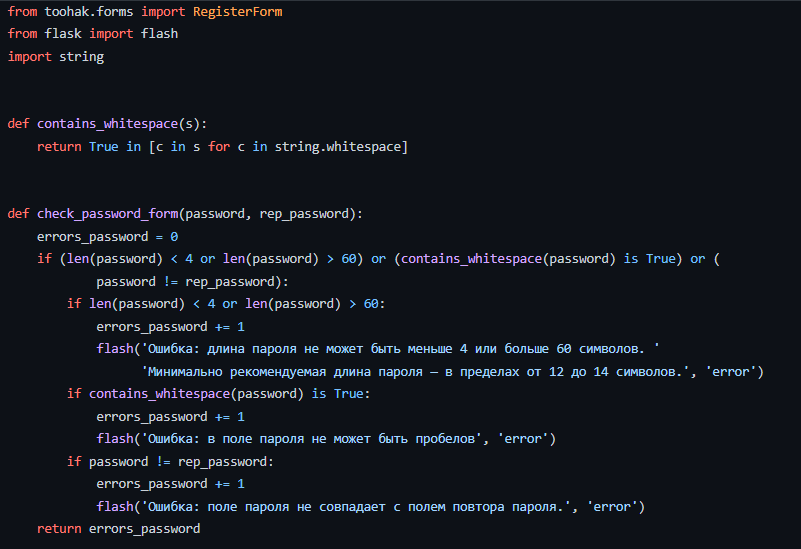 from toohak.forms import RegisterForm
from flask import flash
import string
def contains_whitespace(s):
    return True in [c in s for c in string.whitespace]
def check_password_form(password, rep_password):
    errors_password = 0
    if (len(password) < 4 or len(password) > 60) or (contains_whitespace(password) is True) or (
            password != rep_password):
        if len(password) < 4 or len(password) > 60:
            errors_password += 1
            flash('Ошибка: длина пароля не может быть меньше 4 или больше 60 символов. '
                  'Минимально рекомендуемая длина пароля — в пределах от 12 до 14 символов.', 'error')
        if contains_whitespace(password) is True:
            errors_password += 1
            flash('Ошибка: в поле пароля не может быть пробелов', 'error')
        if password != rep_password:
            errors_password += 1
            flash('Ошибка: поле пароля не совпадает с полем повтора пароля.', 'error')
    return errors_password